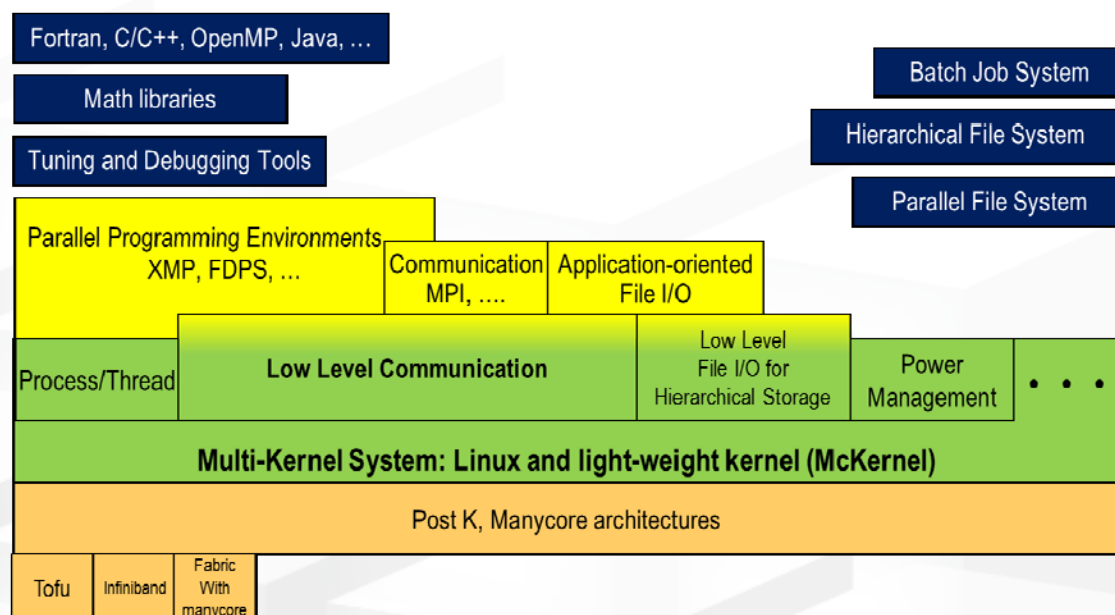 Fortran, C/C++, OpenMP, Java, …
Math libraries
Tuning and Debugging Tools
Batch Job System
Hierarchical File System
Parallel File System
Parallel Programming Environments
XMP, FDPS, …
Communication
MPI, ....
Application-oriented
File I/O
Process/Thread
Low Level Communication
Low Level
File I/O for
Hierarchical Storage
Power
Management
• • •
Multi-Kernel System: Linux and light-weight kernel (McKernel)
Post K, Manycore architectures
Tofu
Infiniband
Fabric
With
manycore